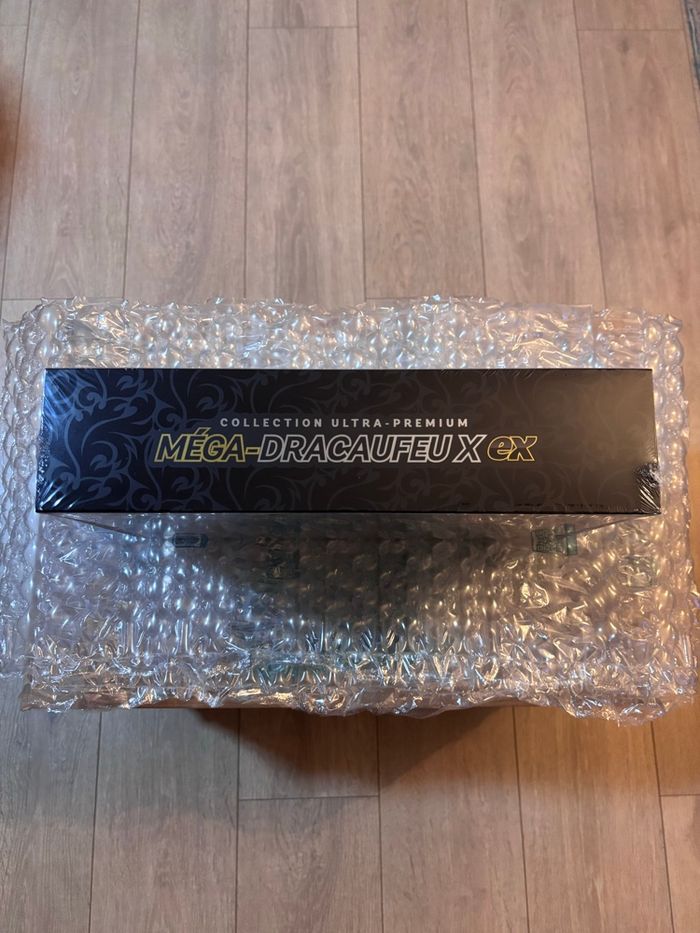 COLLECTION ULTRA-PREMIUM
MÉGA-DRACAUFEU X ex